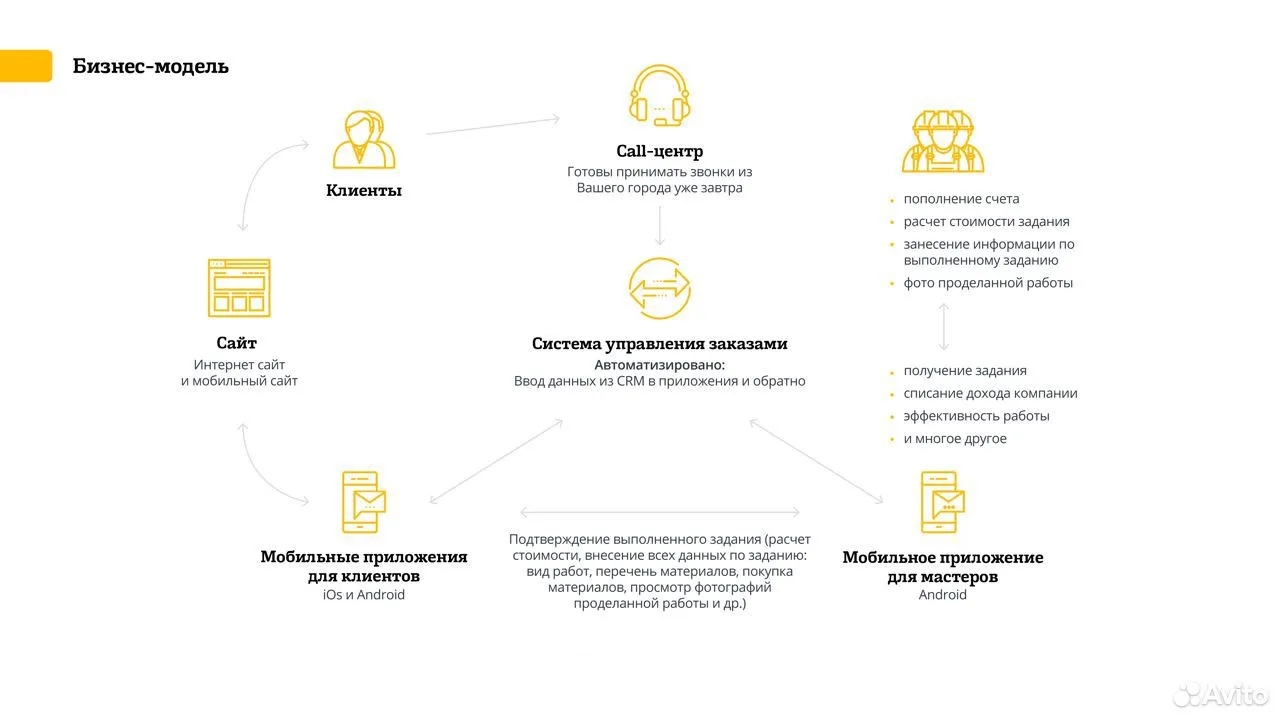 Бизнес-модель
Клиенты
Call-центр
Готовы принимать звонки из
Вашего города уже завтра
пополнение счета
расчет стоимости задания
занесение информации по
выполненному заданию
фото проделанной работы
Сайт
Интернет сайт
и мобильный сайт
Система управления заказами
Автоматизировано:
Ввод данных из CRM в приложения и обратно
получение задания
списание дохода компании
эффективность работы
и многое другое
Мобильные приложения
для клиентов
iOs и Android
Подтверждение выполненного задания (расчет
стоимости, внесение всех данных по заданию:
вид работ, перечень материалов, покупка
материалов, просмотр фотографий
проделанной работы и др.)
Мобильное приложение
для мастеров
Android
Avito